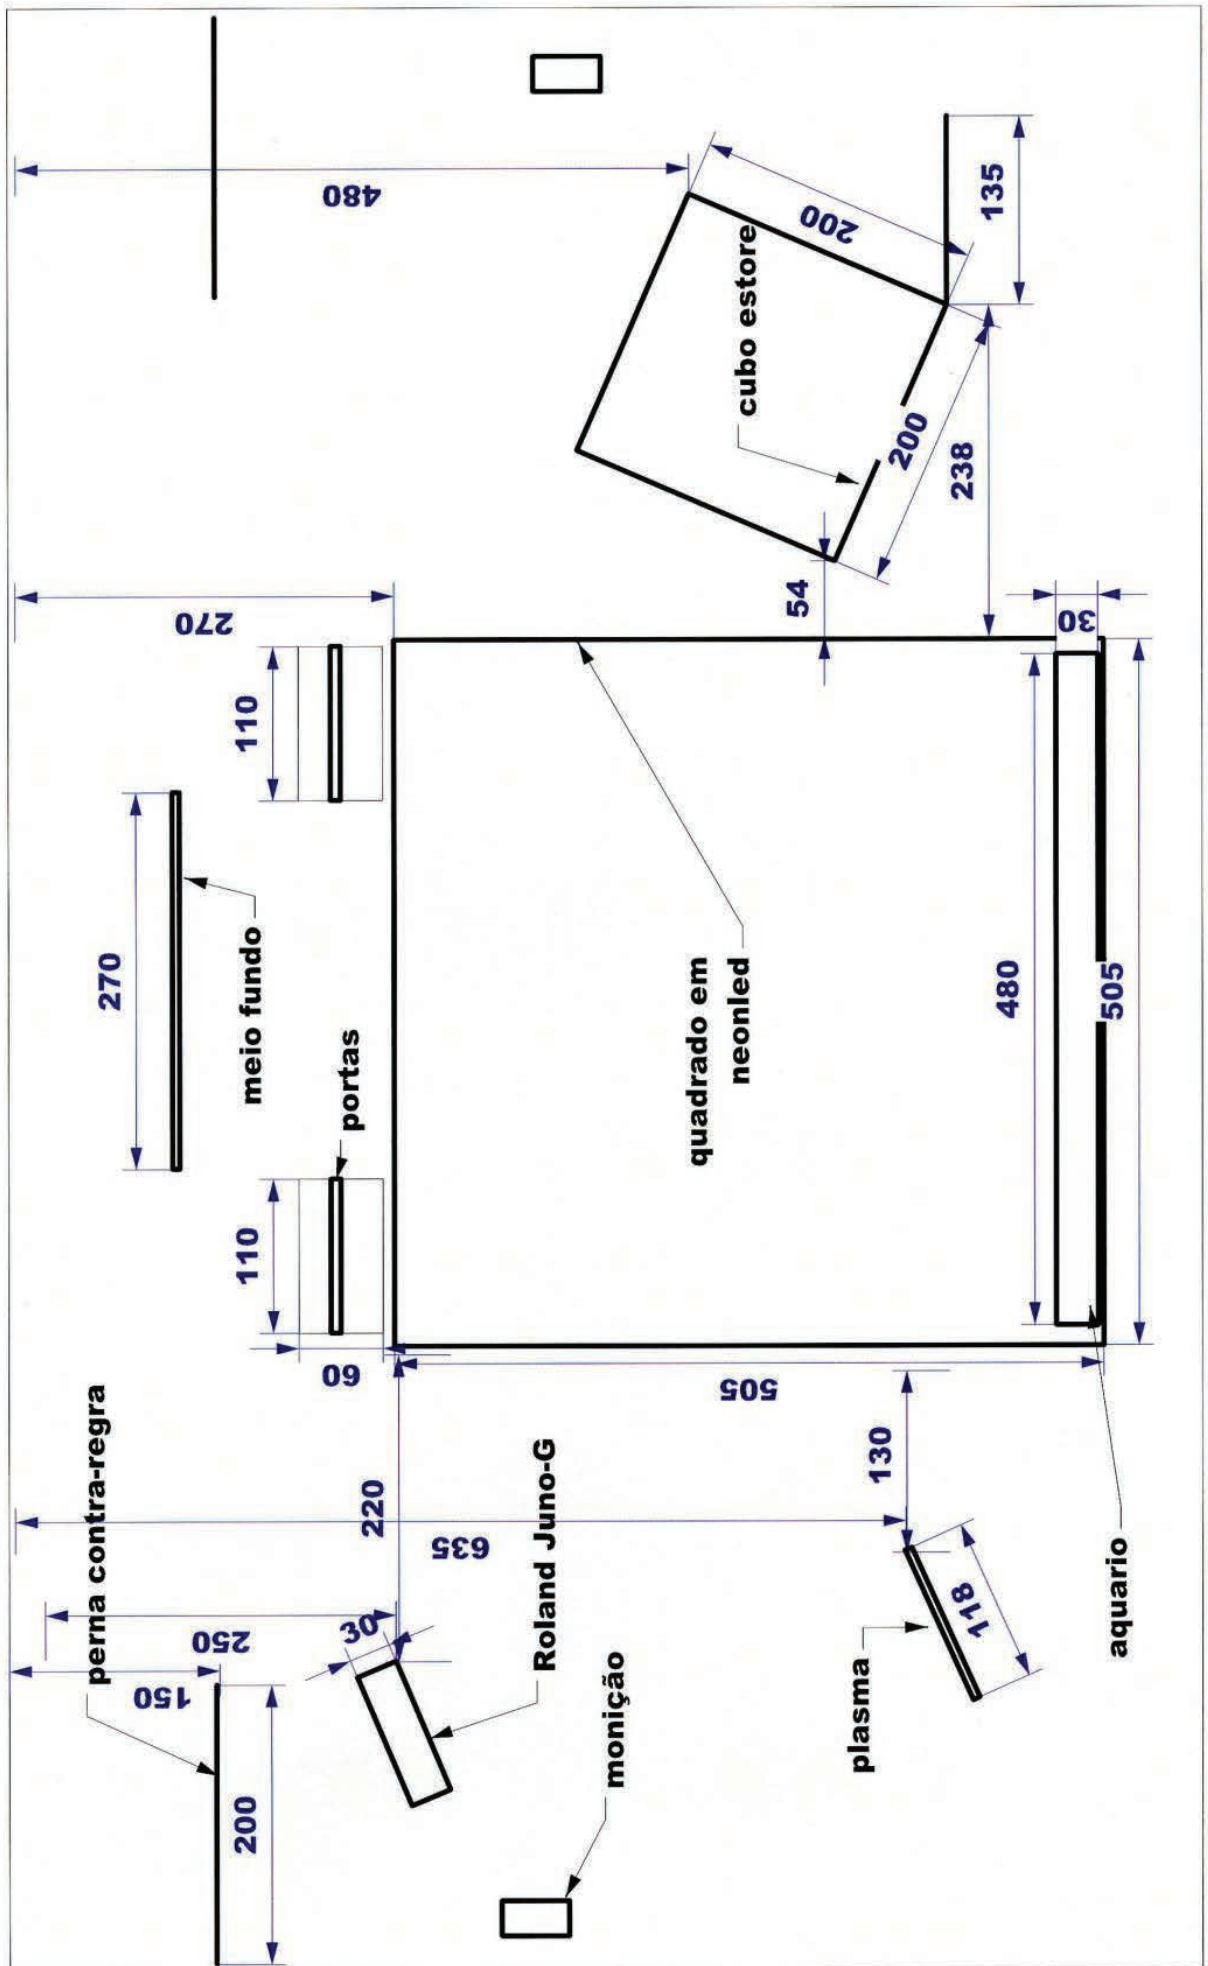 perna contra-regra
270
150
270
250
200
110
meio fundo
110
60
portas
480
30
220
635
Roland Juno-G
monição
quadrado em
neonled
505
cubo estore
54
200
plasma
130
200
238
118
135
480
30
505
aquario